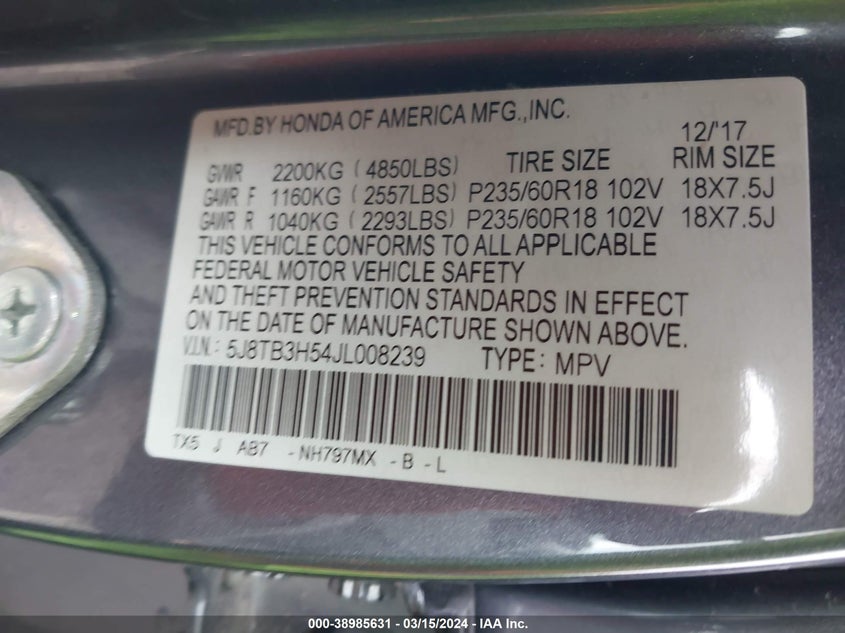 MFD.BY HONDA OF AMERICA MFG.,INC. 12/'17
GVWR 2200KG ( 4850LBS) TIRE SIZE RIM SIZE
GAWR F 1160KG ( 2557LBS) P235/60R18 102V 18X7.5J
GAWR R 1040KG ( 2293LBS) P235/60R18 102V 18X7.5J
THIS VEHICLE CONFORMS TO ALL APPLICABLE
FEDERAL MOTOR VEHICLE SAFETY
AND THEFT PREVENTION STANDARDS IN EFFECT
ON THE DATE OF MANUFACTURE SHOWN ABOVE.
V.I.N.: 5J8TB3H54JL008239 TYPE: MPV
TX5 J AB7 -NH797MX -B -L
000-38985631 - 03/15/2024 - IAA Inc.